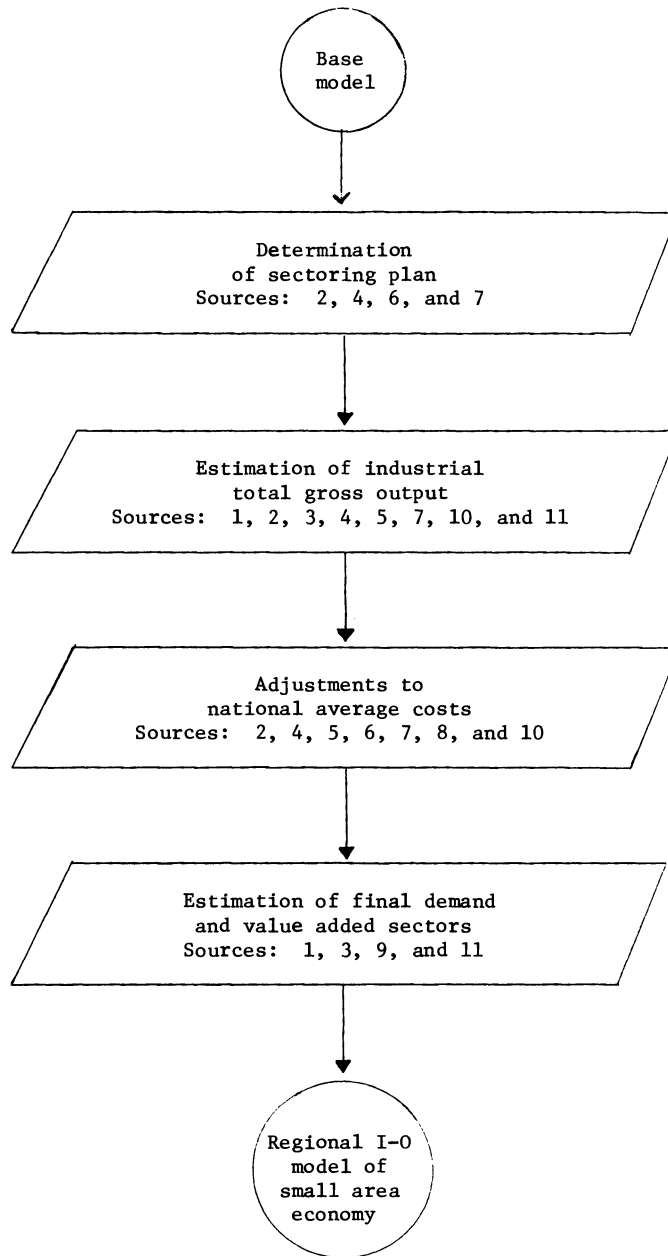 Base
model
Determination
of sectoring plan
Sources: 2, 4, 6, and 7
Estimation of industrial
total gross output
Sources: 1, 2, 3, 4, 5, 7, 10, and 11
Adjustments to
national average costs
Sources: 2, 4, 5, 6, 7, 8, and 10
Estimation of final demand
and value added sectors
Sources: 1, 3, 9, and 11
Regional I-O
model of
small area
economy